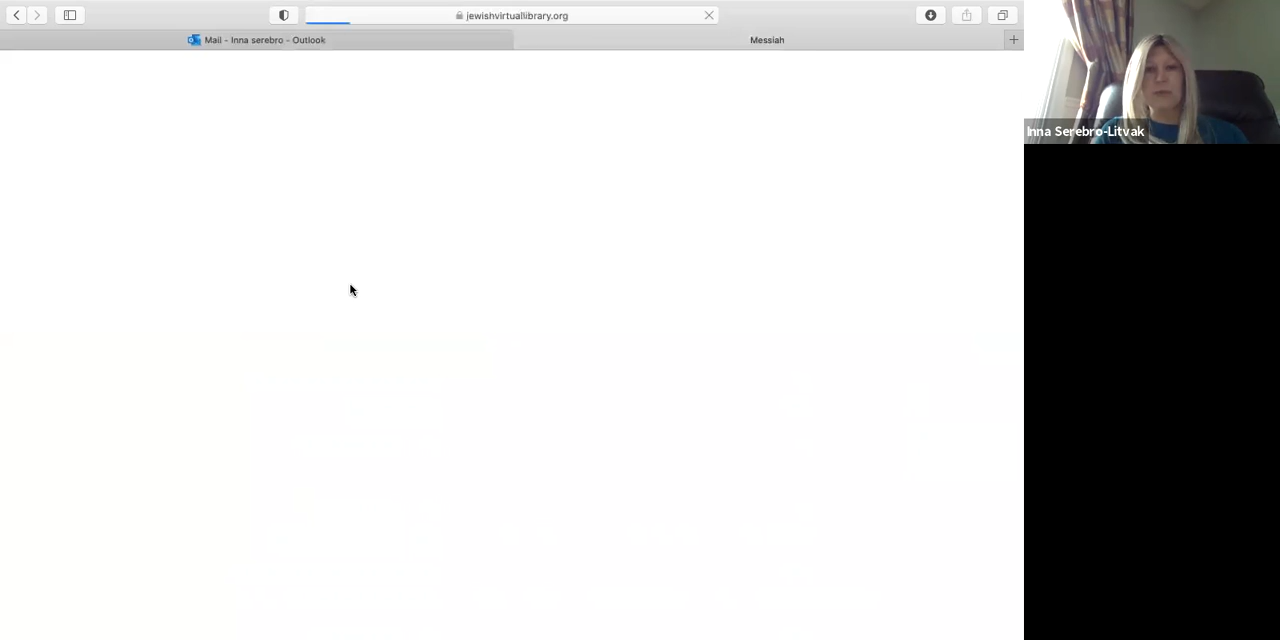 jewishvirtuallibrary.org
Mail - Inna serebro - Outlook
Messiah
Inna Serebro-Litvak